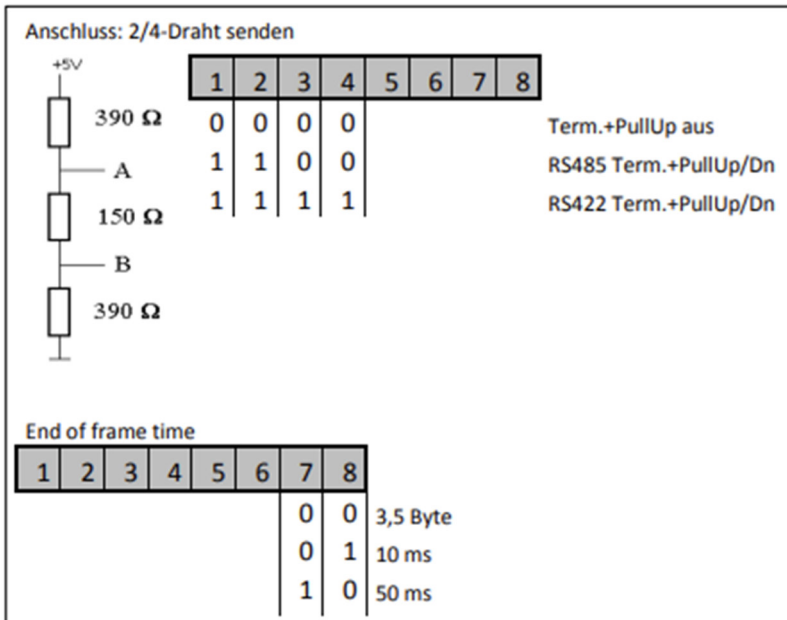 Anschluss: 2/4-Draht senden
+5V
1 2 3 4 5 6 7 8
390 Ω
0 0 0 0 Term.+PullUp aus
A
1 1 0 0 RS485 Term.+PullUp/Dn
150 Ω
1 1 1 1 RS422 Term.+PullUp/Dn
B
390 Ω
End of frame time
1 2 3 4 5 6 7 8
0 0 3,5 Byte
0 1 10 ms
1 0 50 ms